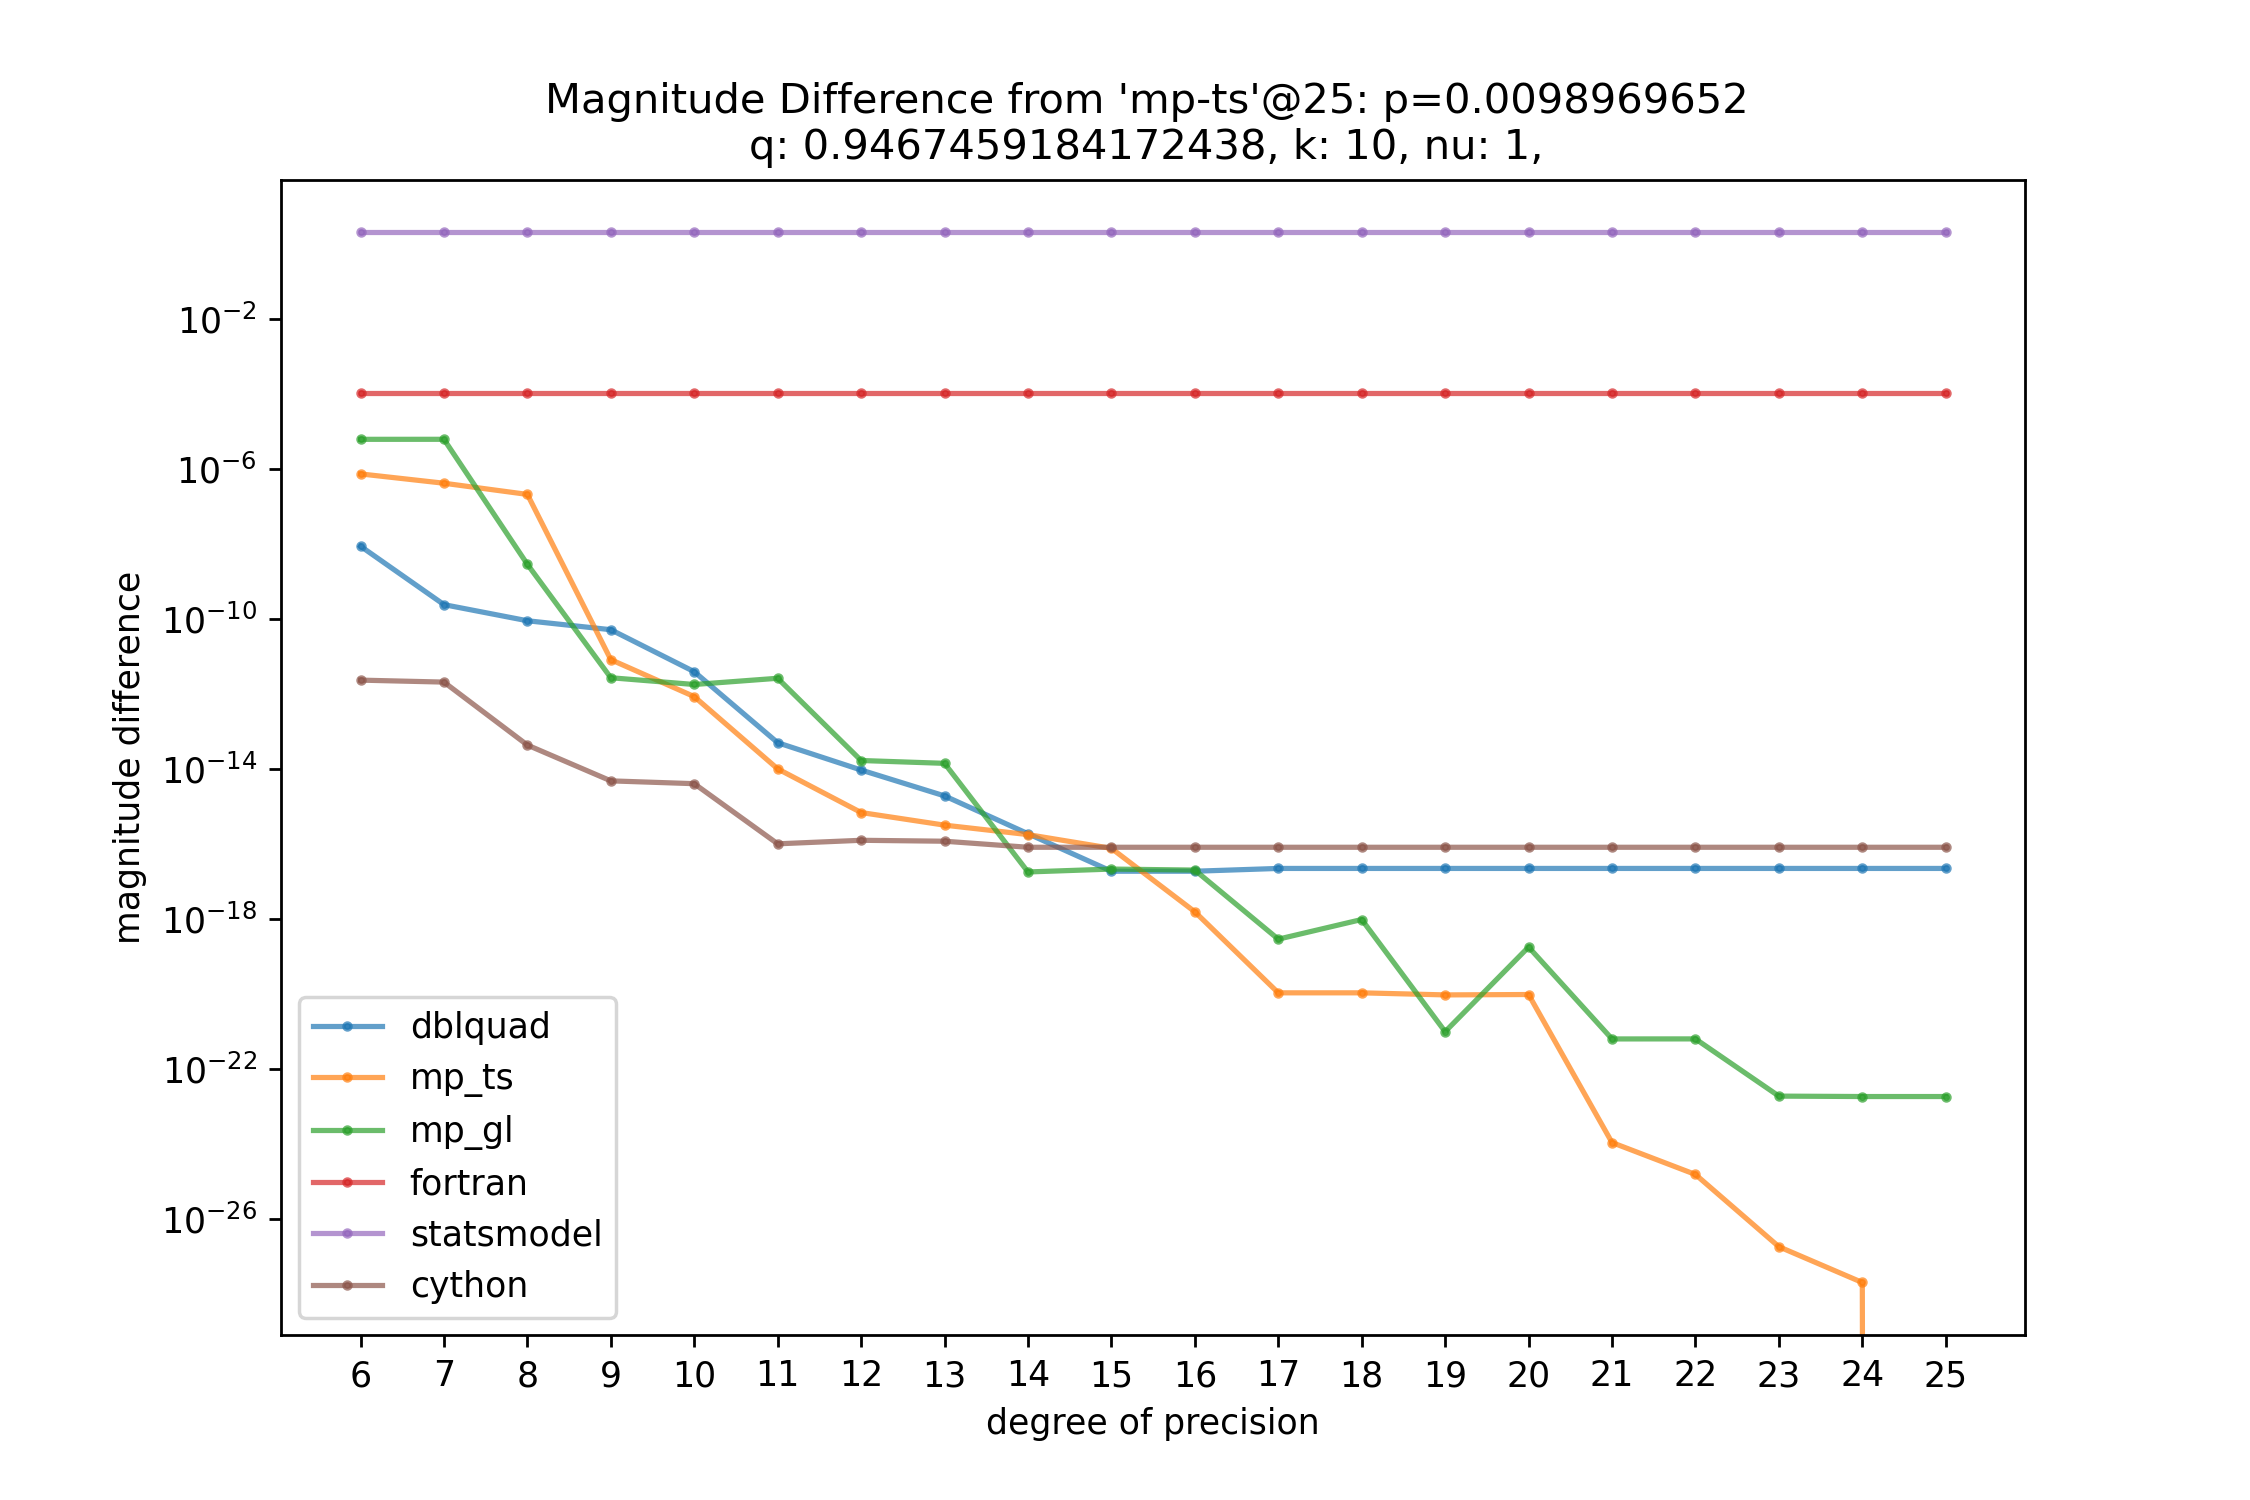 Magnitude Difference from 'mp-ts'@25: p=0.0098969652
q: 0.9467459184172438, k: 10, nu: 1,
magnitude difference
10⁻²
10⁻⁶
10⁻¹⁰
10⁻¹⁴
10⁻¹⁸
10⁻²²
10⁻²⁶
dblquad
mp_ts
mp_gl
fortran
statsmodel
cython
6 7 8 9 10 11 12 13 14 15 16 17 18 19 20 21 22 23 24 25
degree of precision